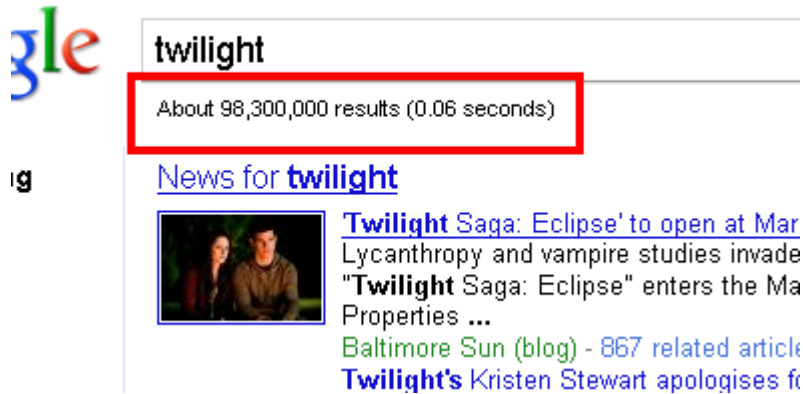 gle
twilight
About 98,300,000 results (0.06 seconds)
News for twilight
'Twilight Saga: Eclipse' to open at Mar
Lycanthropy and vampire studies invade
"Twilight Saga: Eclipse" enters the Ma
Properties ...
Baltimore Sun (blog) - 867 related article
Twilight's Kristen Stewart apologises fo